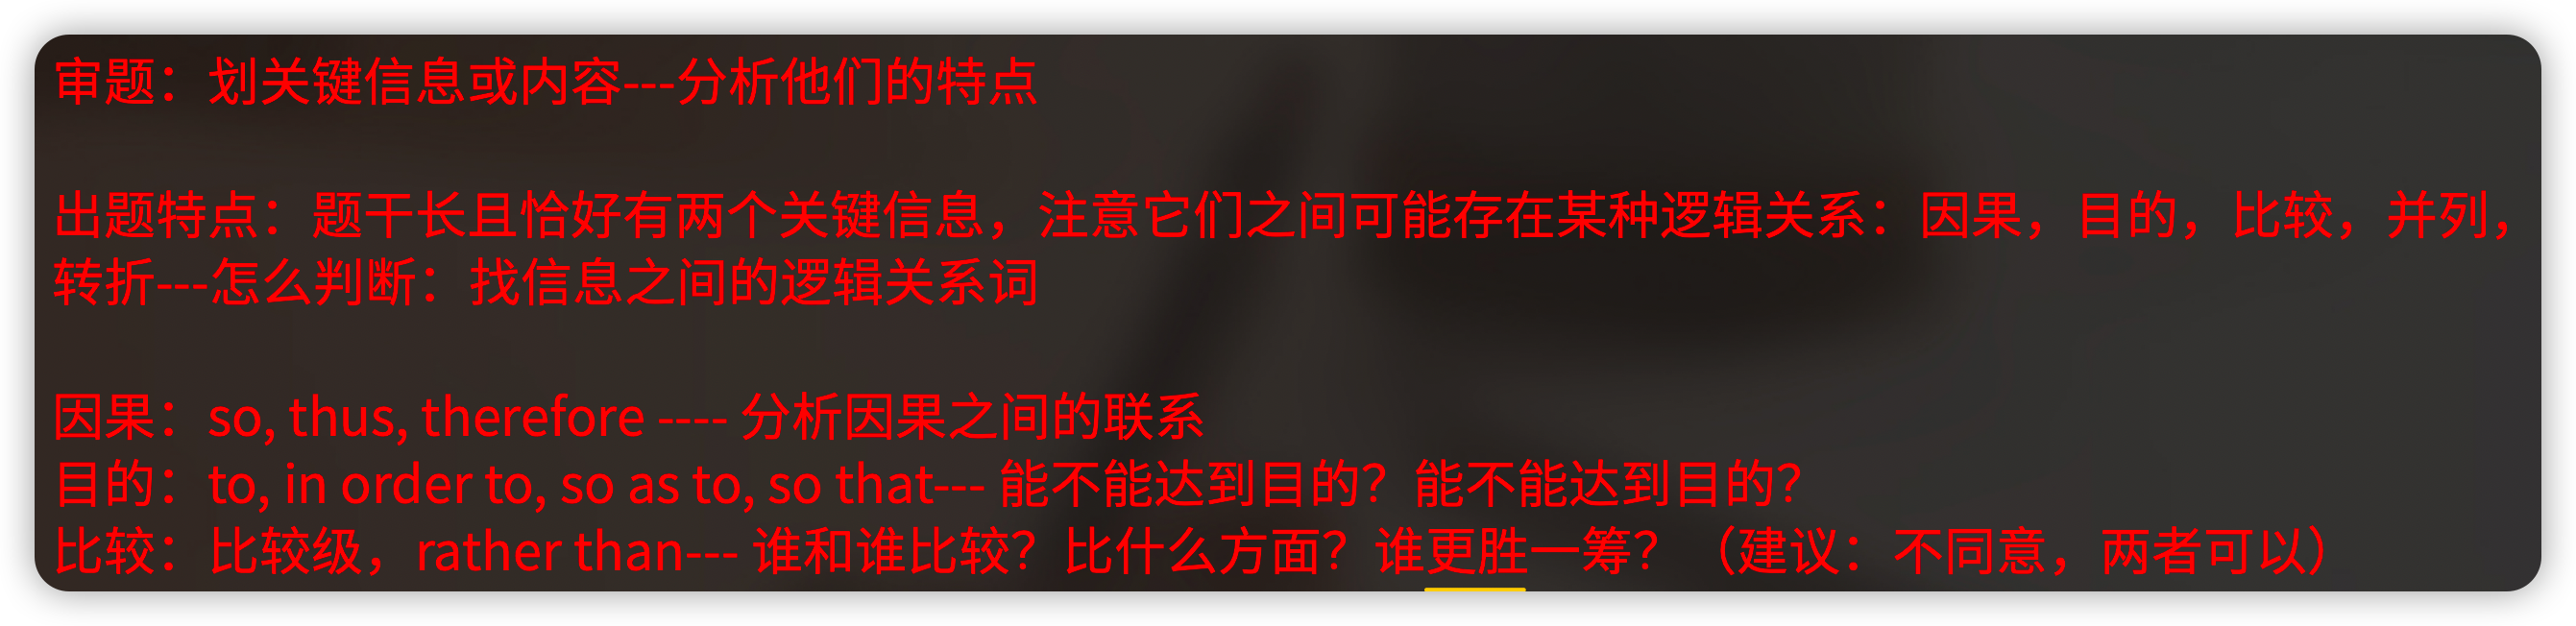 审题：划关键信息或内容---分析他们的特点
出题特点：题干长且恰好有两个关键信息，注意它们之间可能存在某种逻辑关系：因果，目的，比较，并列，
转折---怎么判断：找信息之间的逻辑关系词
因果：so, thus, therefore ---- 分析因果之间的联系
目的：to, in order to, so as to, so that--- 能不能达到目的？能不能达到目的？
比较：比较级，rather than--- 谁和谁比较？比什么方面？谁更胜一筹？（建议：不同意，两者可以）